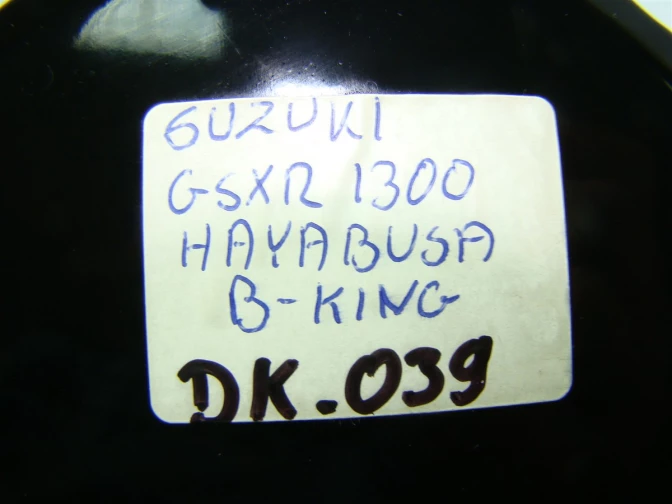 SUZUKI
GSXR 1300
HAYABUSA
B-KING
DK.039